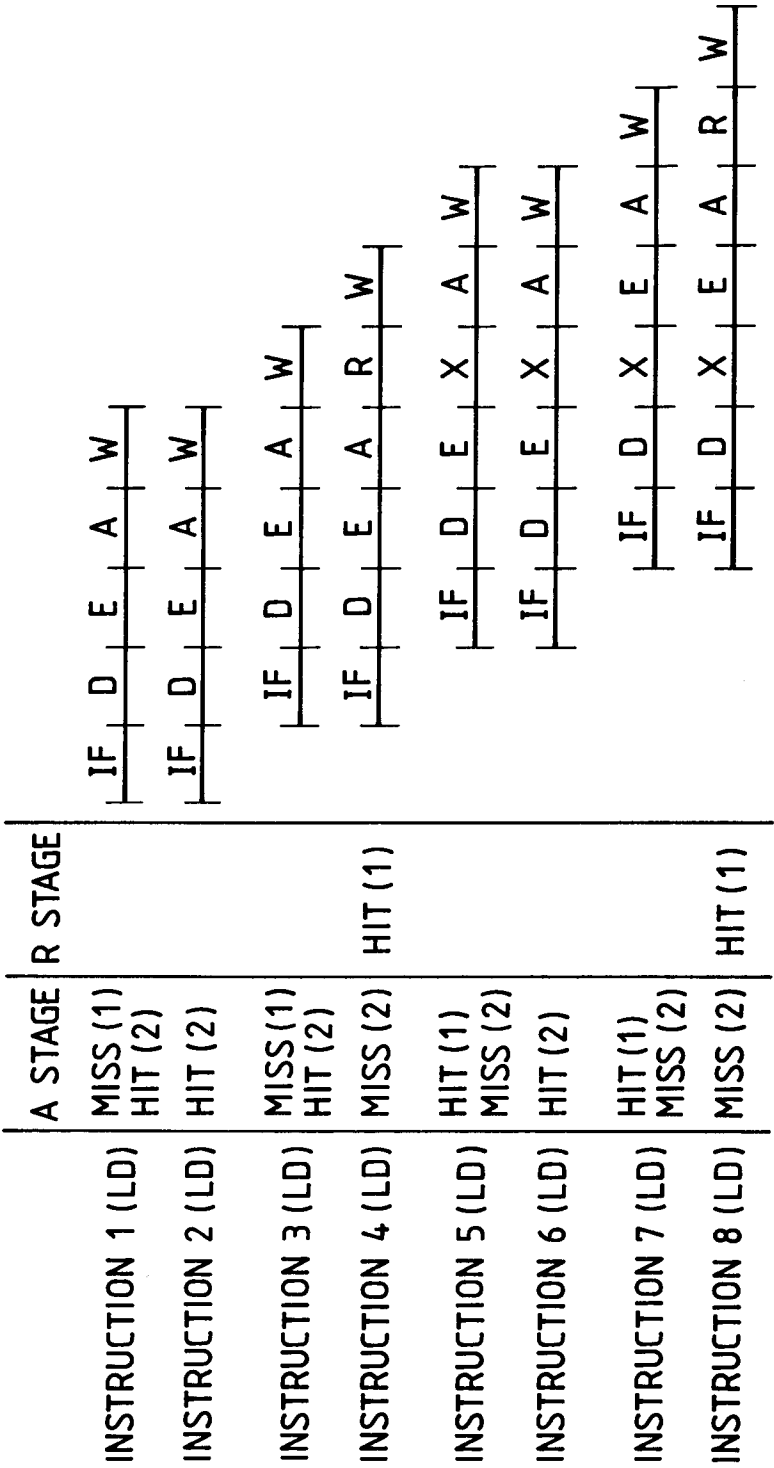 A STAGE R STAGE
INSTRUCTION 1 (LD) MISS (1) IF D E A W
HIT (2)
INSTRUCTION 2 (LD) HIT (2) IF D E A W
INSTRUCTION 3 (LD) MISS (1) IF D E A W
HIT (2)
INSTRUCTION 4 (LD) MISS (2) HIT (1) IF D E A R W
INSTRUCTION 5 (LD) HIT (1) IF D E X A W
MISS (2)
INSTRUCTION 6 (LD) HIT (2) IF D E X A W
INSTRUCTION 7 (LD) HIT (1) IF D X E A W
MISS (2)
INSTRUCTION 8 (LD) MISS (2) HIT (1) IF D X E A R W